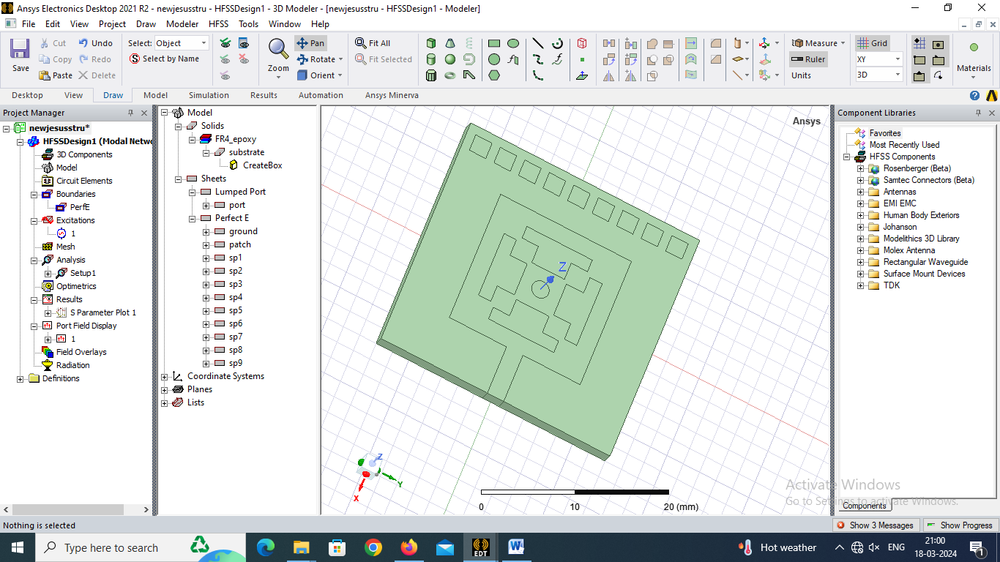 Ansys Electronics Desktop 2021 R2 - newjesusstru - HFSSDesign1 - 3D Modeler - [newjesusstru - HFSSDesign1 - Modeler]
File Edit View Project Draw Modeler HFSS Tools Window Help
Save
Cut
Copy
Paste
Undo
Redo
Delete
Select: Object
Select by Name
Zoom
Pan
Rotate
Orient
Fit All
Fit Selected
Measure
Ruler
Units
Grid
XY
3D
Materials
Desktop View Draw Model Simulation Results Automation Ansys Minerva
Project Manager
newjesusstru*
HFSSDesign1 (Modal Netwo
3D Components
Model
Circuit Elements
Boundaries
PerfE
Excitations
1
Mesh
Analysis
Setup1
Optimetrics
Results
S Parameter Plot 1
Port Field Display
1
Field Overlays
Radiation
Definitions
Model
Solids
FR4_epoxy
substrate
CreateBox
Sheets
Lumped Port
port
Perfect E
ground
patch
sp1
sp2
sp3
sp4
sp5
sp6
sp7
sp8
sp9
Coordinate Systems
Planes
Lists
Ansys
Z
Z
Y
X
0 10 20 (mm)
Component Libraries
Favorites
Most Recently Used
HFSS Components
Rosenberger (Beta)
Samtec Connectors (Beta)
Antennas
EMI EMC
Human Body Exteriors
Johanson
Modelithics 3D Library
Molex Antenna
Rectangular Waveguide
Surface Mount Devices
TDK
Activate Windows
Go to Settings to activate Windows.
Components
Nothing is selected
Show 3 Messages
Show Progress
Type here to search
EDT
Hot weather
ENG
21:00
18-03-2024
1